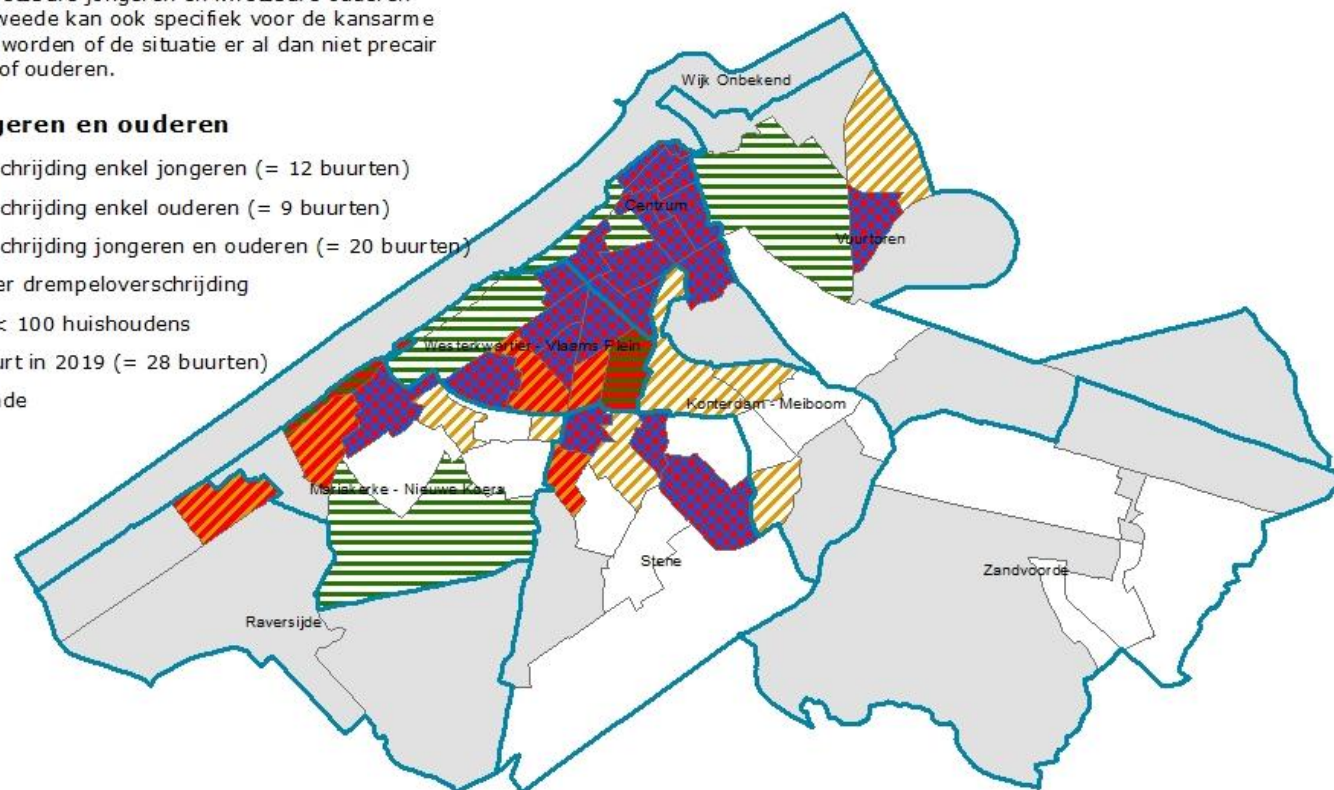 weede kan ook specifiek voor de kansarme
worden of de situatie er al dan niet precair
of ouderen.
geren en ouderen
chrijding enkel jongeren (= 12 buurten)
chrijding enkel ouderen (= 9 buurten)
chrijding jongeren en ouderen (= 20 buurten)
er drempeloverschrijding
< 100 huishoudens
urt in 2019 (= 28 buurten)
de
Wijk Onbekend
Centrum
Vuurtoren
Westerkwartier - Vlaams Plein
Konterdam - Meiboom
Mariakerke - Nieuwe Koers
Stene
Zandvoorde
Raversijde